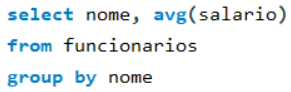 select nome, avg(salario)
from funcionarios
group by nome